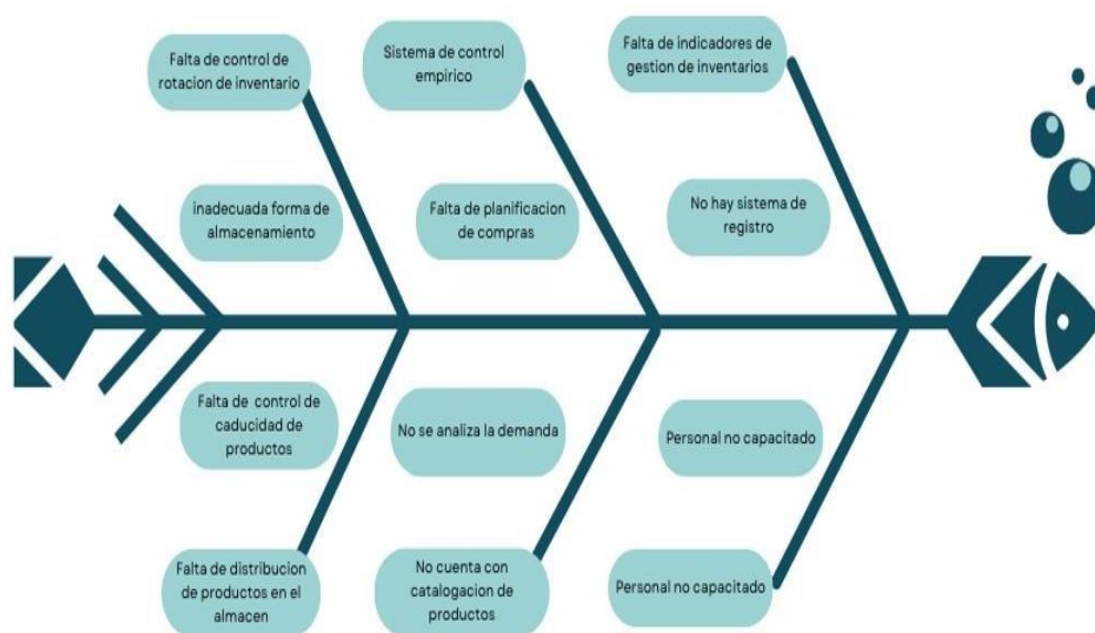 Falta de control de
rotacion de inventario
Sistema de control
empirico
Falta de indicadores de
gestion de inventarios
inadecuada forma de
almacenamiento
Falta de planificacion
de compras
No hay sistema de
registro
Falta de control de
caducidad de
productos
No se analiza la demanda
Personal no capacitado
Falta de distribucion
de productos en el
almacen
No cuenta con
catalogacion de
productos
Personal no capacitado